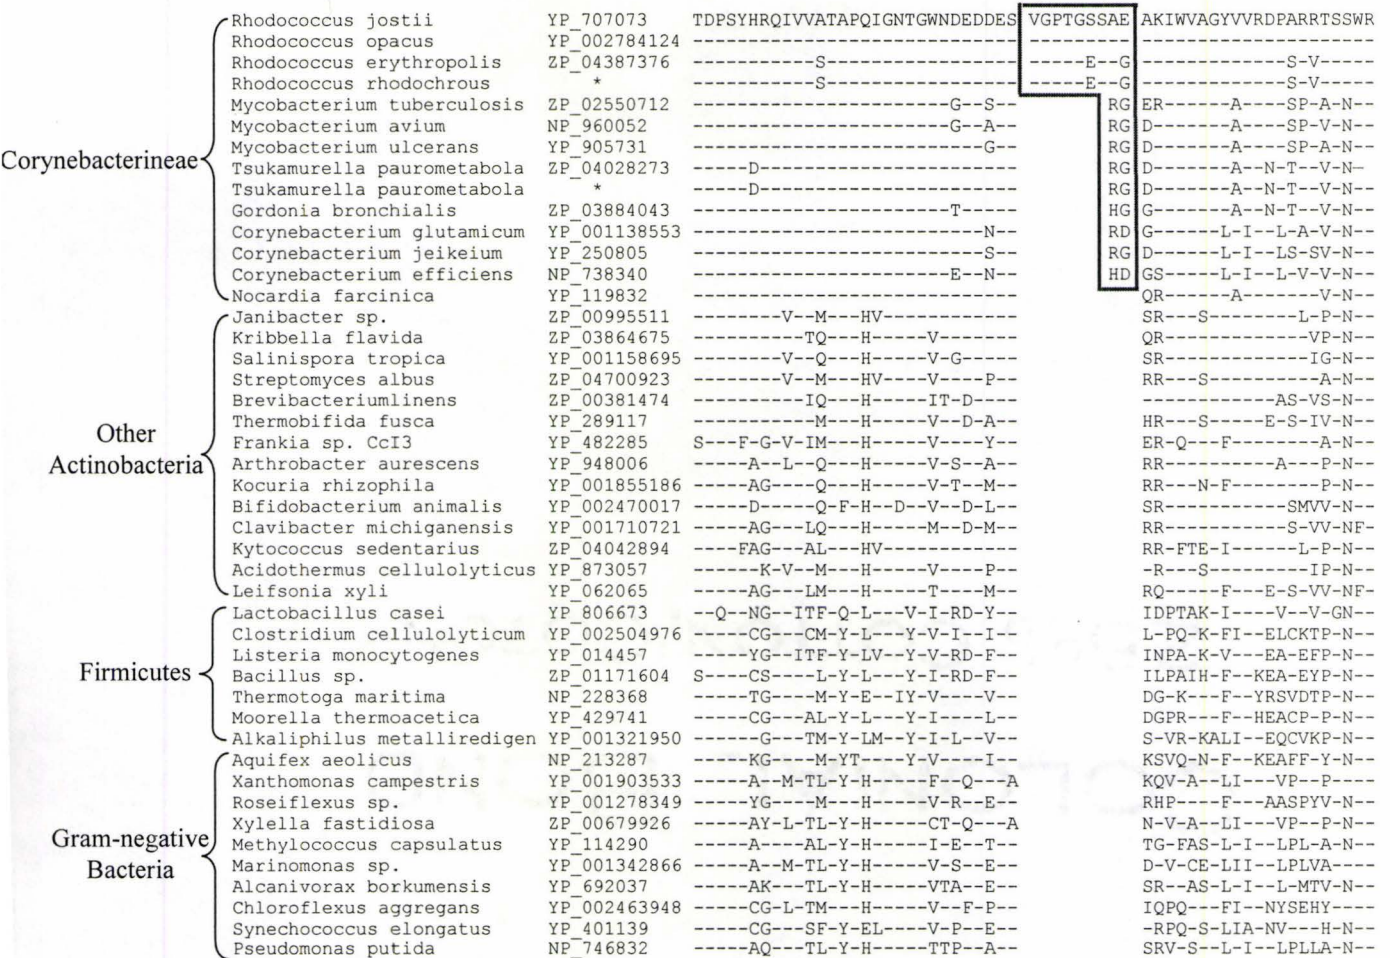 Rhodococcus jostii YP_707073 TDPSYHRQIVVATAPQIGNTGWNDEDDES VGPTGSSAE AKIWVAGYVVRDPARRTSSWR
Rhodococcus opacus YP_002784124 ----------------------------- --------- ------------------------
Rhodococcus erythropolis ZP_04387376 -----------S----------------- -----E--G ---------------S-V------
Rhodococcus rhodochrous * -----------S----------------- -----E--G ---------------S-V------
Mycobacterium tuberculosis ZP_02550712 -----------------------G--S-- RG ER------A----SP-A-N--
Mycobacterium avium NP_960052 -----------------------G--A-- RG D-------A----SP-V-N--
Mycobacterium ulcerans YP_905731 --------------------------G-- RG D-------A----SP-A-N--
Corynebacterineae
Tsukamurella paurometabola ZP_04028273 -----D----------------------- RG D-------A--N-T--V-N--
Tsukamurella paurometabola * -----D----------------------- RG D-------A--N-T--V-N--
Gordonia bronchialis ZP_03884043 -----------------------T----- HG G-------A--N-T--V-N--
Corynebacterium glutamicum YP_001138553 --------------------------N-- RD G------L-I--L-A-V-N--
Corynebacterium jeikeium YP_250805 --------------------------S-- RG D------L-I--LS-SV-N--
Corynebacterium efficiens NP_738340 -----------------------E--N-- HD GS-----L-I--L-V-V-N--
Nocardia farcinica YP_119832 ----------------------------- QR------A-------V-N--
Janibacter sp. ZP_00995511 --------V--M---HV------------ SR---S--------L-P-N--
Kribbella flavida ZP_03864675 ----------TQ---H-----V------- QR-------------VP-N--
Salinispora tropica YP_001158695 --------V--Q---H-----V-G----- SR-------------IG-N--
Streptomyces albus ZP_04700923 --------V--M---HV----V----P-- RR---S----------A-N--
Brevibacteriumlinens ZP_00381474 ----------IQ---H-----IT-D---- ------------AS-VS-N--
Thermobifida fusca YP_289117 -----------M---H-----V--D-A-- HR---S-----E-S-IV-N--
Other
Actinobacteria
Frankia sp. CcI3 YP_482285 S---F-G-V-IM---H-----V----Y-- ER-Q---F--------A-N--
Arthrobacter aurescens YP_948006 -----A--L--Q---H-----V-S--A-- RR----------A---P-N--
Kocuria rhizophila YP_001855186 -----AG----Q---H-----V-T--M-- RR---N-F--------P-N--
Bifidobacterium animalis YP_002470017 -----D-----Q-F-H--D--V--D-L-- SR-----------SMVV-N--
Clavibacter michiganensis YP_001710721 -----AG---LQ---H-----M--D-M-- RR-----------S-VV-NF-
Kytococcus sedentarius ZP_04042894 ----FAG---AL---HV------------ RR-FTE-I------L-P-N--
Acidothermus cellulolyticus YP_873057 ------K-V--M---H-----V----P-- -R---S---------IP-N--
Leifsonia xyli YP_062065 -----AG---LM---H-----T----M-- RQ-----F---E-S-VV-NF-
Lactobacillus casei YP_806673 --Q--NG--ITF-Q-L---V-I-RD-Y-- IDPTAK-I----V--V-GN--
Clostridium cellulolyticum YP_002504976 -----CG---CM-Y-L---Y-V-I--I-- L-PQ-K-FI--ELCKTP-N--
Listeria monocytogenes YP_014457 -----YG--ITF-Y-LV--Y-V-RD-F-- INPA-K-V---EA-EFP-N--
Firmicutes
Bacillus sp. ZP_01171604 S----CS----L-Y-L---Y-I-RD-F-- ILPAIH-F--KEA-EYP-N--
Thermotoga maritima NP_228368 -----TG----M-Y-E--IY-V----V-- DG-K---F--YRSVDTP-N--
Moorella thermoacetica YP_429741 -----CG---AL-Y-L---Y-I----L-- DGPR---F--HEACP-P-N--
Alkaliphilus metalliredigen YP_001321950 ------G---TM-Y-LM--Y-I-L--V-- S-VR-KALI--EQCVKP-N--
Aquifex aeolicus NP_213287 -----KG----M-YT----Y-V----I-- KSVQ-N-F--KEAFF-Y-N--
Xanthomonas campestris YP_001903533 -----A--M-TL-Y-H-----E--Q---A KQV-A--LI---VP--P----
Roseiflexus sp. YP_001278349 -----YG----M---H-----V-R--E-- RHP----F---AASPYV-N--
Xylella fastidiosa ZP_00679926 -----AY-L-TL-Y-H-----CT-Q---A N-V-A--LI---VP--P-N--
Gram-negative
Bacteria
Methylococcus capsulatus YP_114290 -----A----AL-Y-H-----I-E--T-- TG-FAS-L-I--LPL-A-N--
Marinomonas sp. YP_001342866 -----A--M-TL-Y-H-----V-S--E-- D-V-CE-LII--LPLVA----
Alcanivorax borkumensis YP_692037 -----AK---TL-Y-H-----VTA--E-- SR--AS-L-I--L-MTV-N--
Chloroflexus aggregans YP_002463948 -----CG-L-TM---H-----V--F-P-- IQPQ---FI--NYSEHY----
Synechococcus elongatus YP_401139 -----CG---SF-Y-EL----V-P--E-- -RPQ-S-LIA-NV---H-N--
Pseudomonas putida NP_746832 -----AQ---TL-Y-H-----TTP--A-- SRV-S--L-I--LPLLA-N--